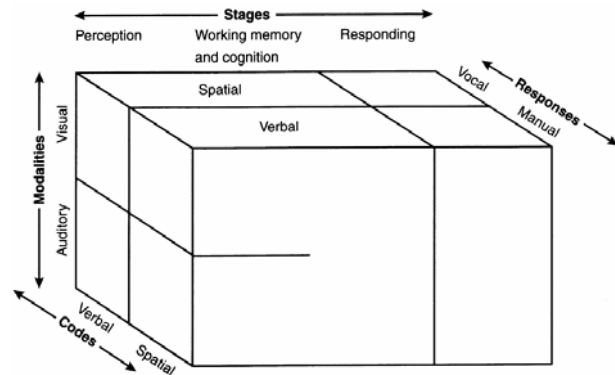 Stages
Perception
Working memory
and cognition
Responding
Spatial
Verbal
Vocal
Manual
Responses
Modalities
Visual
Auditory
Verbal
Spatial
Codes